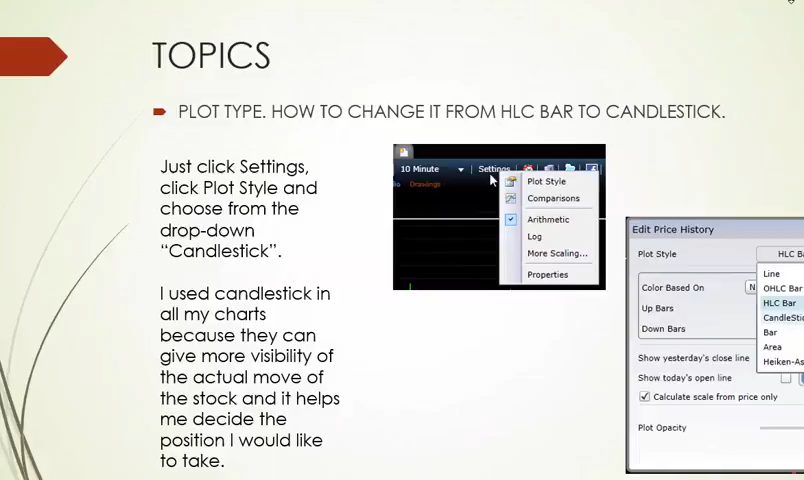 TOPICS
PLOT TYPE. HOW TO CHANGE IT FROM HLC BAR TO CANDLESTICK.
Just click Settings,
click Plot Style and
choose from the
drop-down
“Candlestick”.
I used candlestick in
all my charts
because they can
give more visibility of
the actual move of
the stock and it helps
me decide the
position I would like
to take.
10 Minute Settings
Drawings
Plot Style
Comparisons
Arithmetic
Log
More Scaling...
Properties
Edit Price History
Plot Style HLC Ba
Line
Color Based On N OHLC Bar
HLC Bar
Up Bars CandleStic
Down Bars Bar
Area
Show yesterday's close line Heiken-As
Show today's open line
Calculate scale from price only
Plot Opacity